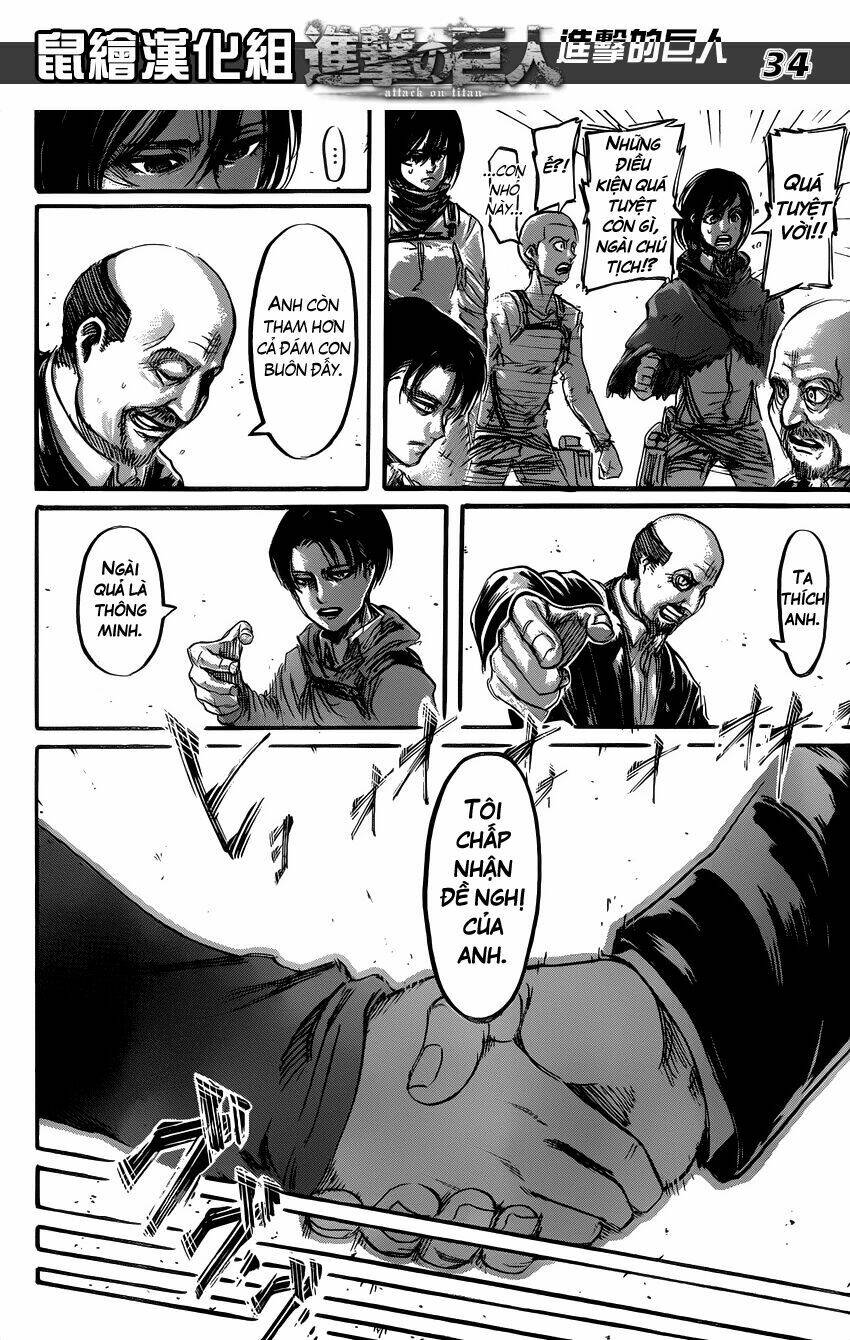 鼠繪漢化組
進撃の巨人
attack on titan
進擊的巨人
34
QUÁ
TUYỆT
VỜI!!
NHỮNG
ĐIỀU
KIỆN QUÁ
TUYỆT
CÒN GÌ,
NGÀI CHỦ
TỊCH!?
Ế?!
...CON
NHỎ
NÀY...
...
ANH CÒN
THAM HƠN
CẢ ĐÁM CON
BUÔN ĐẤY.
TA
THÍCH
ANH.
NGÀI
QUẢ LÀ
THÔNG
MINH.
TÔI
CHẤP
NHẬN
ĐỀ NGHỊ
CỦA
ANH.